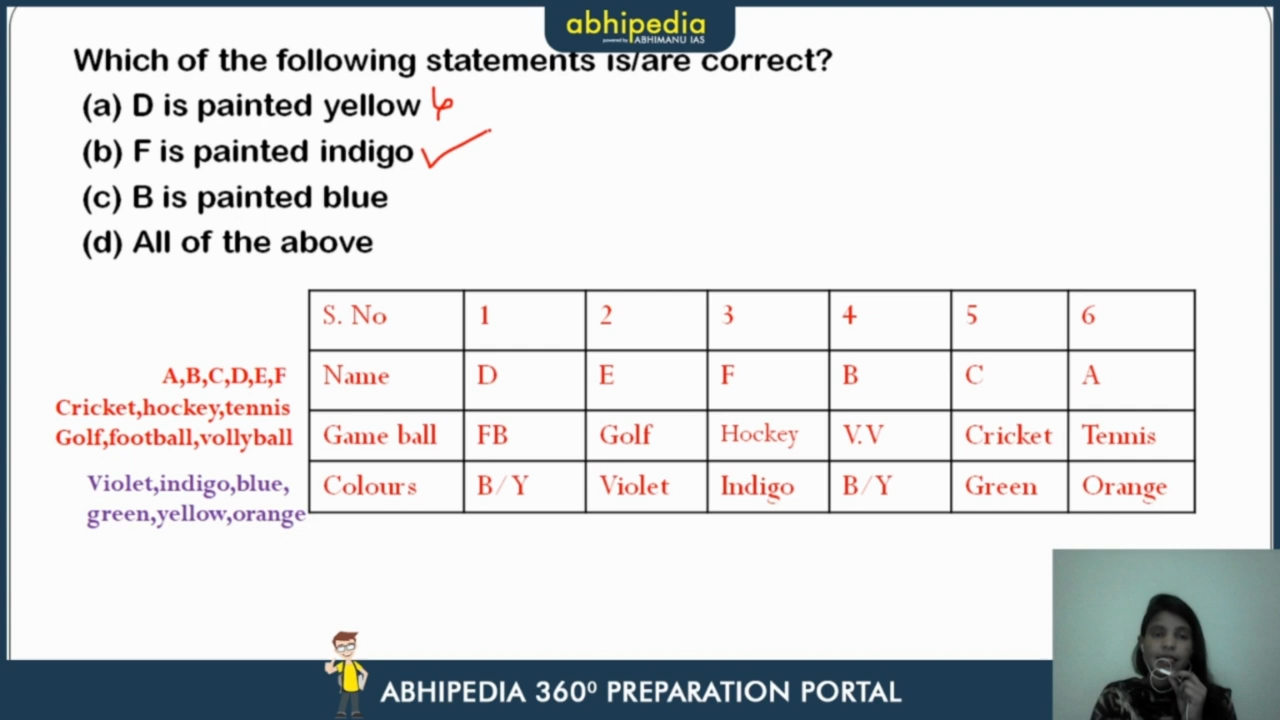 abhipedia
powered by ABHIMANU IAS
Which of the following statements is/are correct?
(a) D is painted yellow
(b) F is painted indigo
(c) B is painted blue
(d) All of the above
S. No 1 2 3 4 5 6
A,B,C,D,E,F
Name D E F B C A
Cricket,hockey,tennis
Golf,football,vollyball
Game ball FB Golf Hockey V.V Cricket Tennis
Violet,indigo,blue,
green,yellow,orange
Colours B/Y Violet Indigo B/Y Green Orange
ABHIPEDIA 360⁰ PREPARATION PORTAL